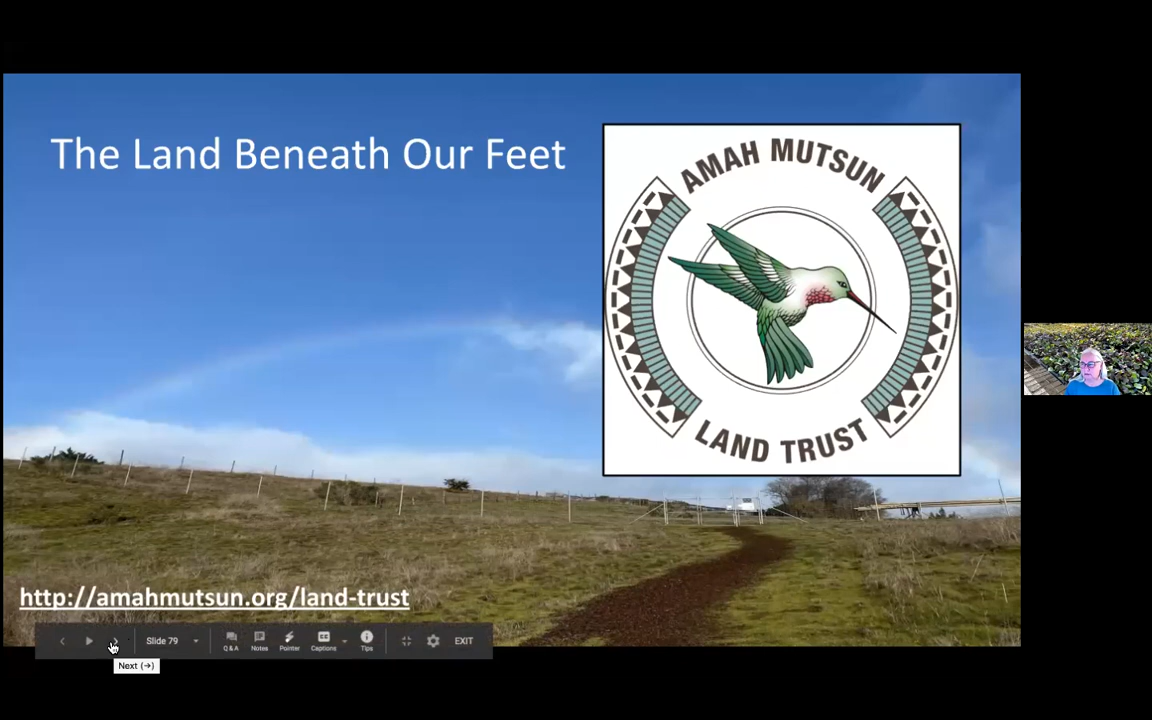 The Land Beneath Our Feet
AMAH MUTSUN
LAND TRUST
http://amahmutsun.org/land-trust
Slide 79
Q&A
Notes
Pointer
Captions
Tips
EXIT
CC
Next (→)